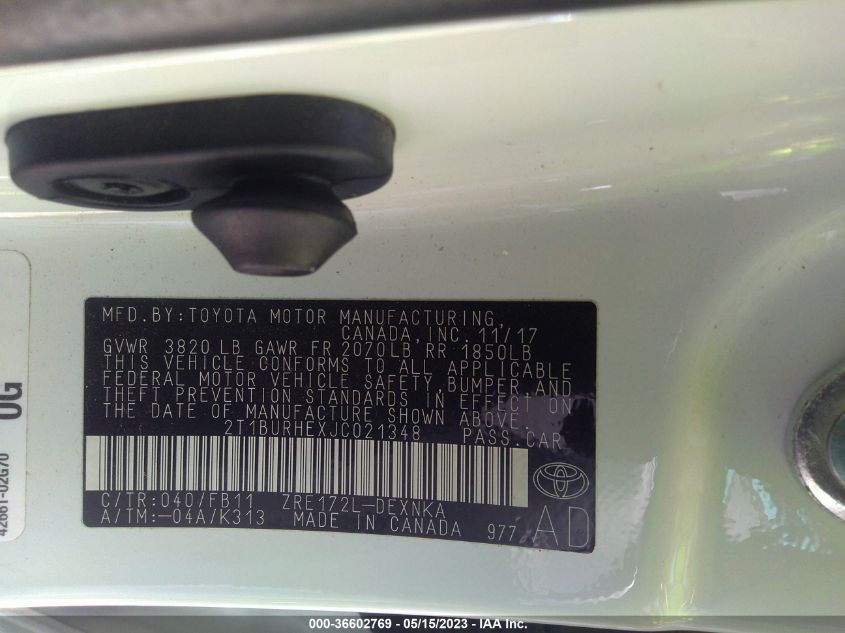 MFD.BY:TOYOTA MOTOR MANUFACTURING,
CANADA,INC. 11/17
GVWR 3820 LB GAWR FR 2070LB RR 1850LB
THIS VEHICLE CONFORMS TO ALL APPLICABLE
FEDERAL MOTOR VEHICLE SAFETY, BUMPER AND
THEFT PREVENTION STANDARDS IN EFFECT ON
THE DATE OF MANUFACTURE SHOWN ABOVE.
2T1BURHEXJC021348 PASS.CAR
C/TR:040/FB11 ZRE172L-DEXNKA
A/TM:-04A/K313 MADE IN CANADA 977 AD
42661-02G70
0G
000-36602769 - 05/15/2023 - IAA Inc.